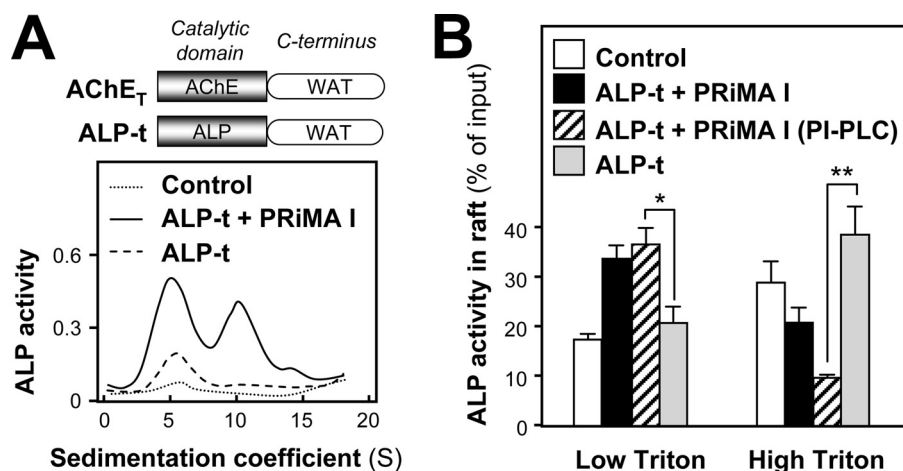 A
Catalytic domain
C-terminus
AChET
AChE
WAT
ALP-t
ALP
WAT
Control
ALP-t + PRiMA I
ALP-t
ALP activity
0.6
0.3
0
0
5
10
15
20
Sedimentation coefficient (S)
B
Control
ALP-t + PRiMA I
ALP-t + PRiMA I (PI-PLC)
ALP-t
ALP activity in raft (% of input)
40
30
20
10
0
*
**
Low Triton
High Triton